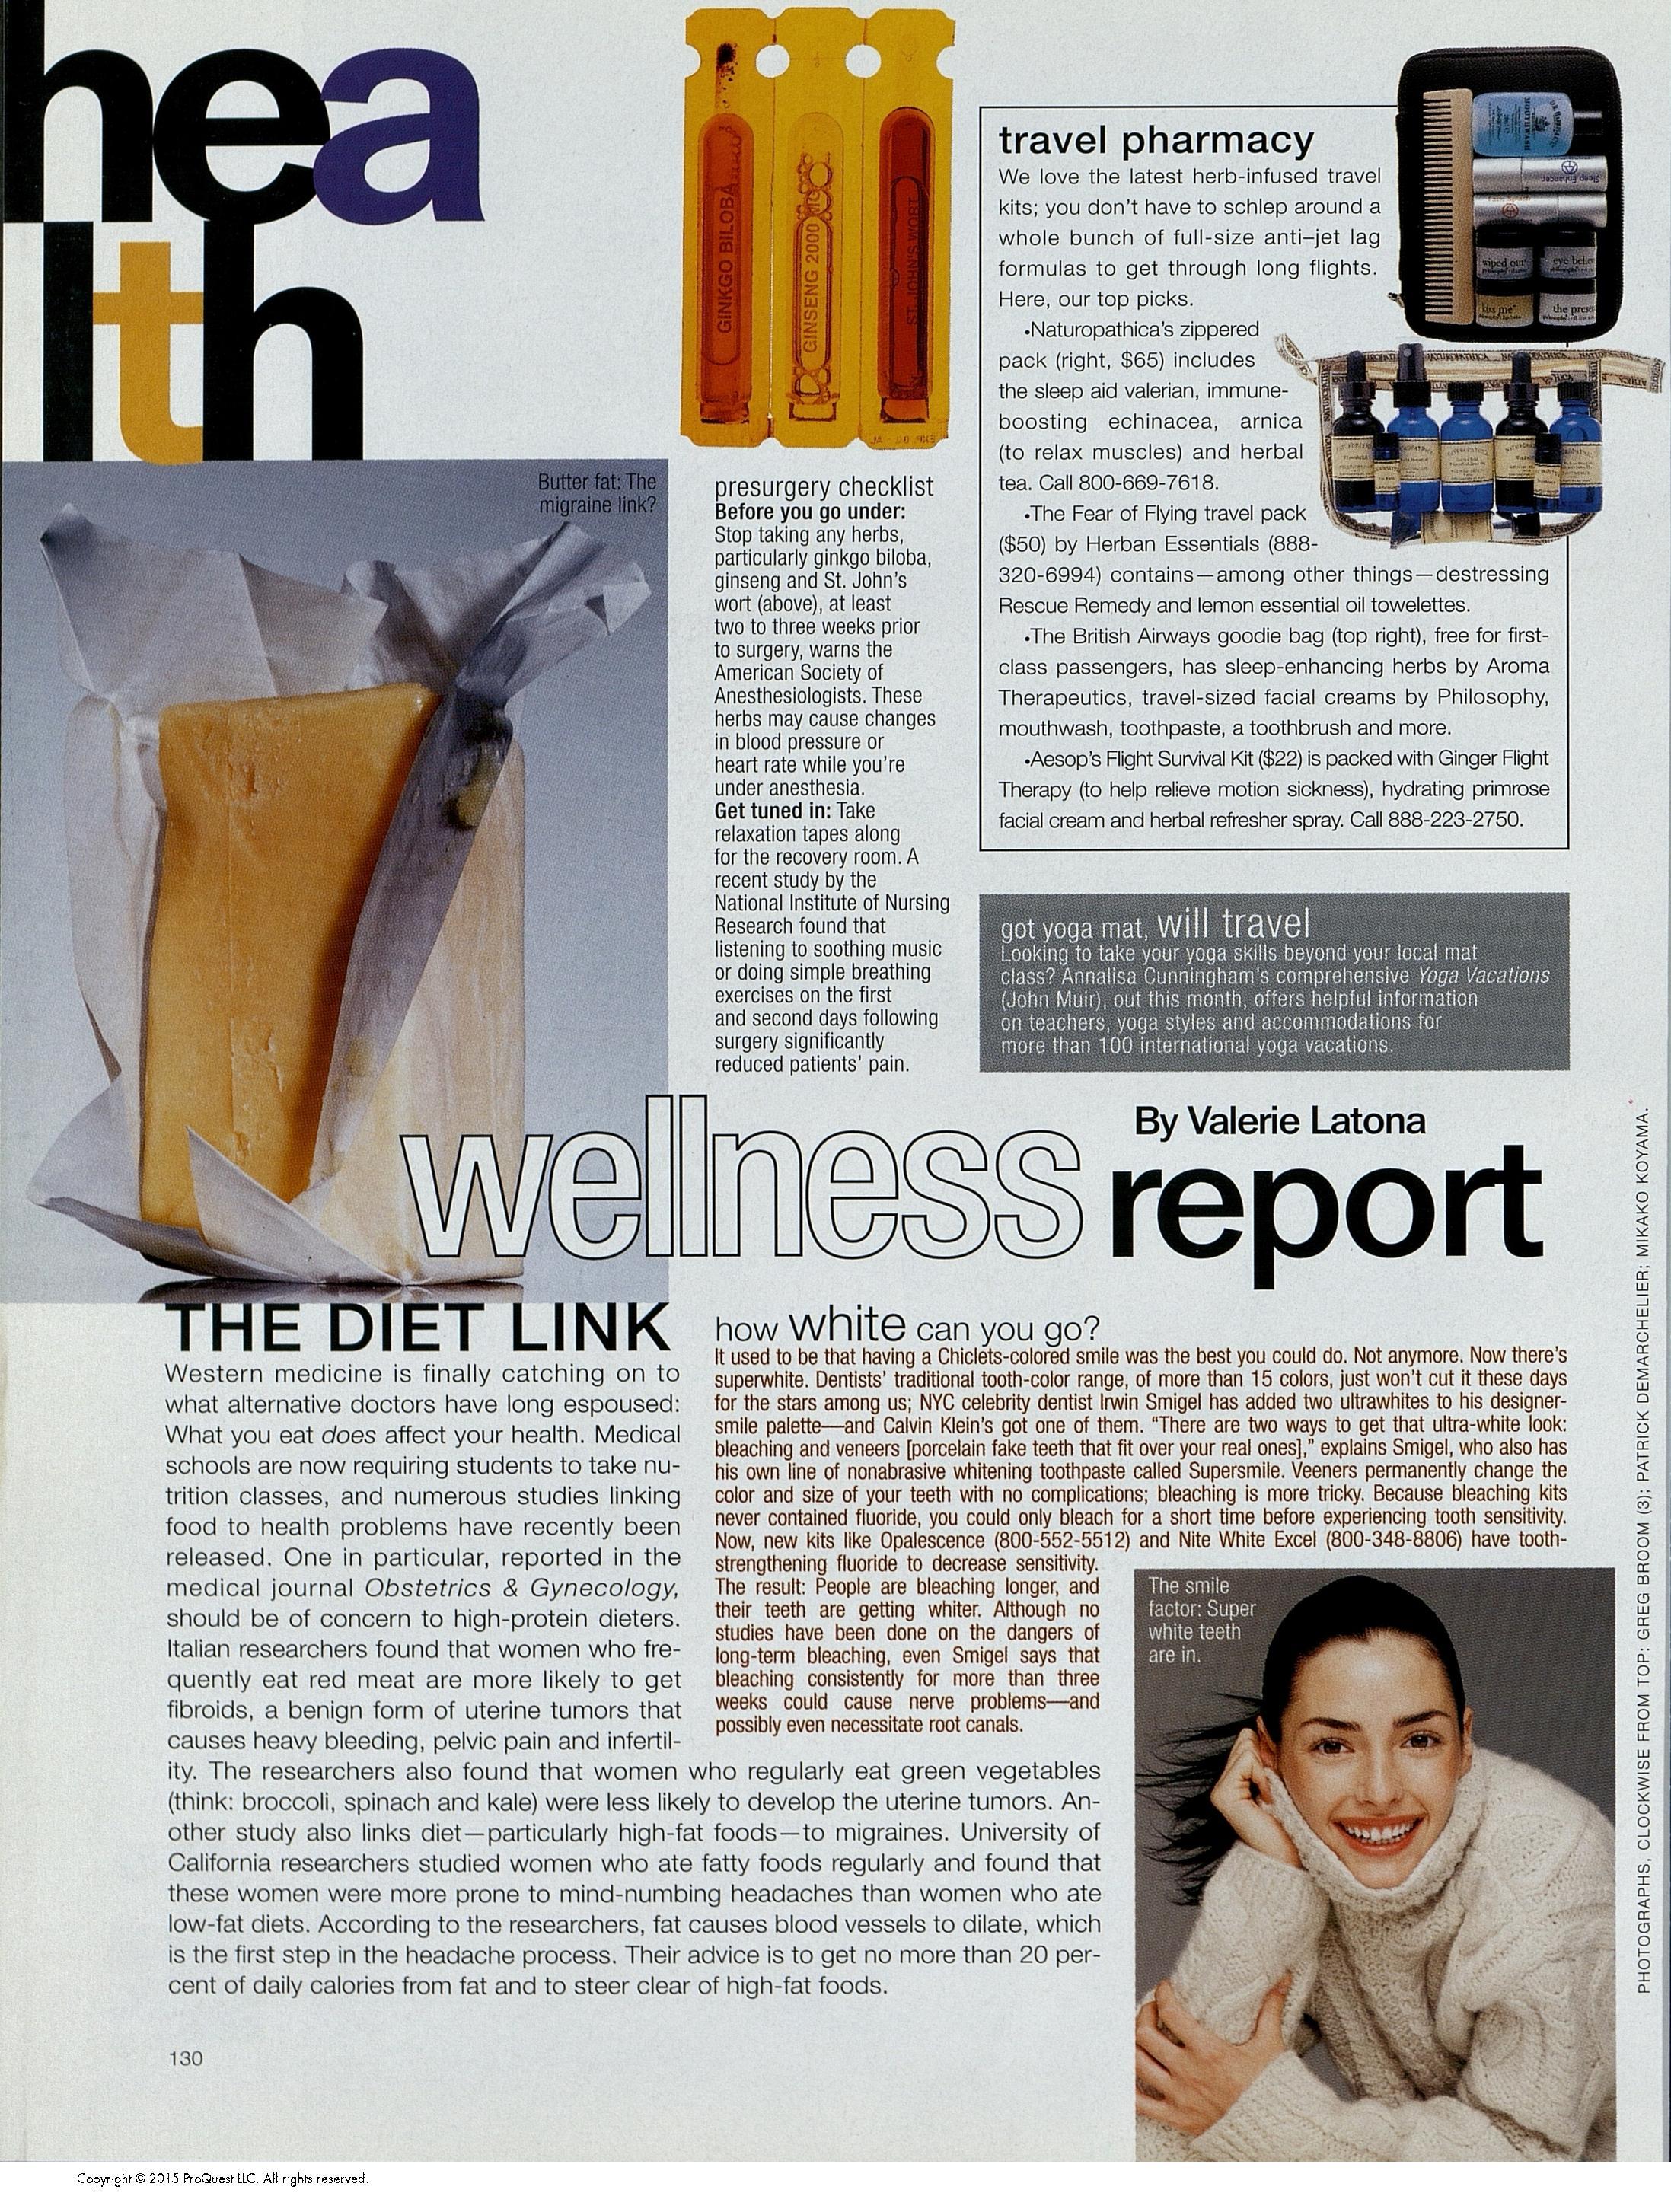 hea
lth
GINKGO BILOBA
GINSENG 2000 MG
ST. JOHN'S WORT
Butter fat: The
migraine link?
presurgery checklist
Before you go under:
Stop taking any herbs,
particularly ginkgo biloba,
ginseng and St. John's
wort (above), at least
two to three weeks prior
to surgery, warns the
American Society of
Anesthesiologists. These
herbs may cause changes
in blood pressure or
heart rate while you're
under anesthesia.
Get tuned in: Take
relaxation tapes along
for the recovery room. A
recent study by the
National Institute of Nursing
Research found that
listening to soothing music
or doing simple breathing
exercises on the first
and second days following
surgery significantly
reduced patients' pain.
travel pharmacy
We love the latest herb-infused travel
kits; you don't have to schlep around a
whole bunch of full-size anti–jet lag
formulas to get through long flights.
Here, our top picks.
•Naturopathica's zippered
pack (right, $65) includes
the sleep aid valerian, immune-
boosting echinacea, arnica
(to relax muscles) and herbal
tea. Call 800-669-7618.
•The Fear of Flying travel pack
($50) by Herban Essentials (888-
320-6994) contains—among other things—destressing
Rescue Remedy and lemon essential oil towelettes.
•The British Airways goodie bag (top right), free for first-
class passengers, has sleep-enhancing herbs by Aroma
Therapeutics, travel-sized facial creams by Philosophy,
mouthwash, toothpaste, a toothbrush and more.
•Aesop's Flight Survival Kit ($22) is packed with Ginger Flight
Therapy (to help relieve motion sickness), hydrating primrose
facial cream and herbal refresher spray. Call 888-223-2750.
MOUTHWASH
Sleep Enhancer
wiped out
eye believe
kiss me
the prese
NATUROPATHICA
got yoga mat, will travel
Looking to take your yoga skills beyond your local mat
class? Annalisa Cunningham's comprehensive Yoga Vacations
(John Muir), out this month, offers helpful information
on teachers, yoga styles and accommodations for
more than 100 international yoga vacations.
By Valerie Latona
wellness report
THE DIET LINK
Western medicine is finally catching on to
what alternative doctors have long espoused:
What you eat does affect your health. Medical
schools are now requiring students to take nu-
trition classes, and numerous studies linking
food to health problems have recently been
released. One in particular, reported in the
medical journal Obstetrics & Gynecology,
should be of concern to high-protein dieters.
Italian researchers found that women who fre-
quently eat red meat are more likely to get
fibroids, a benign form of uterine tumors that
causes heavy bleeding, pelvic pain and infertil-
ity. The researchers also found that women who regularly eat green vegetables
(think: broccoli, spinach and kale) were less likely to develop the uterine tumors. An-
other study also links diet—particularly high-fat foods—to migraines. University of
California researchers studied women who ate fatty foods regularly and found that
these women were more prone to mind-numbing headaches than women who ate
low-fat diets. According to the researchers, fat causes blood vessels to dilate, which
is the first step in the headache process. Their advice is to get no more than 20 per-
cent of daily calories from fat and to steer clear of high-fat foods.
how white can you go?
It used to be that having a Chiclets-colored smile was the best you could do. Not anymore. Now there's
superwhite. Dentists' traditional tooth-color range, of more than 15 colors, just won't cut it these days
for the stars among us; NYC celebrity dentist Irwin Smigel has added two ultrawhites to his designer-
smile palette—and Calvin Klein's got one of them. "There are two ways to get that ultra-white look:
bleaching and veneers [porcelain fake teeth that fit over your real ones]," explains Smigel, who also has
his own line of nonabrasive whitening toothpaste called Supersmile. Veeners permanently change the
color and size of your teeth with no complications; bleaching is more tricky. Because bleaching kits
never contained fluoride, you could only bleach for a short time before experiencing tooth sensitivity.
Now, new kits like Opalescence (800-552-5512) and Nite White Excel (800-348-8806) have tooth-
strengthening fluoride to decrease sensitivity.
The result: People are bleaching longer, and
their teeth are getting whiter. Although no
studies have been done on the dangers of
long-term bleaching, even Smigel says that
bleaching consistently for more than three
weeks could cause nerve problems—and
possibly even necessitate root canals.
The smile
factor: Super
white teeth
are in.
PHOTOGRAPHS, CLOCKWISE FROM TOP: GREG BROOM (3); PATRICK DEMARCHELIER; MIKAKO KOYAMA.
130
Copyright © 2015 ProQuest LLC. All rights reserved.